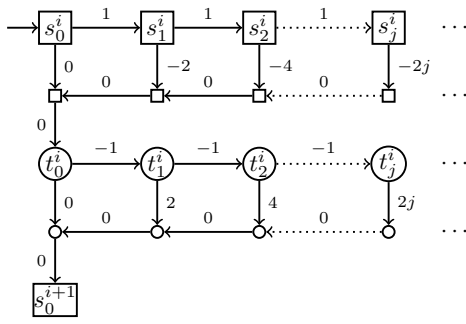 1 1 1
s_0^i s_1^i s_2^i s_j^i ...
0 −2 −4 −2j
0 0 0
...
0
−1 −1 −1
t_0^i t_1^i t_2^i t_j^i ...
0 2 4 2j
0 0 0
...
0
s_0^{i+1}